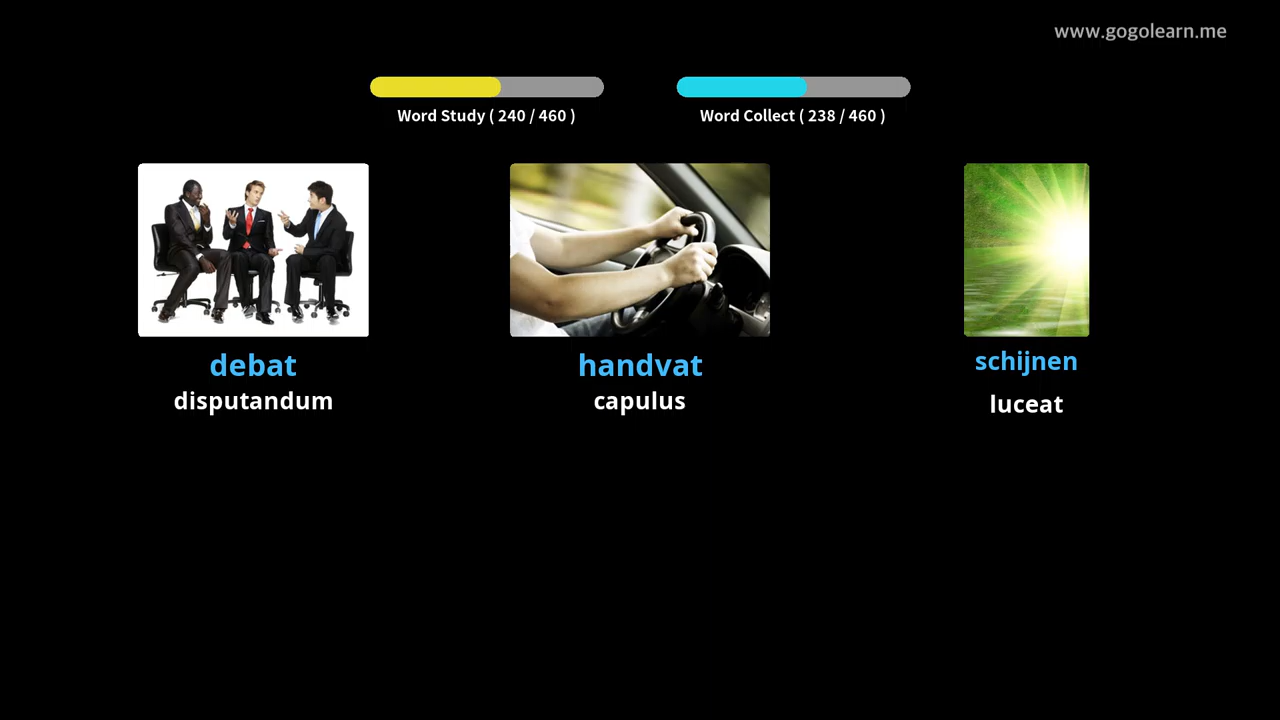 www.gogolearn.me
Word Study ( 240 / 460 )
Word Collect ( 238 / 460 )
debat
handvat
schijnen
disputandum
capulus
luceat